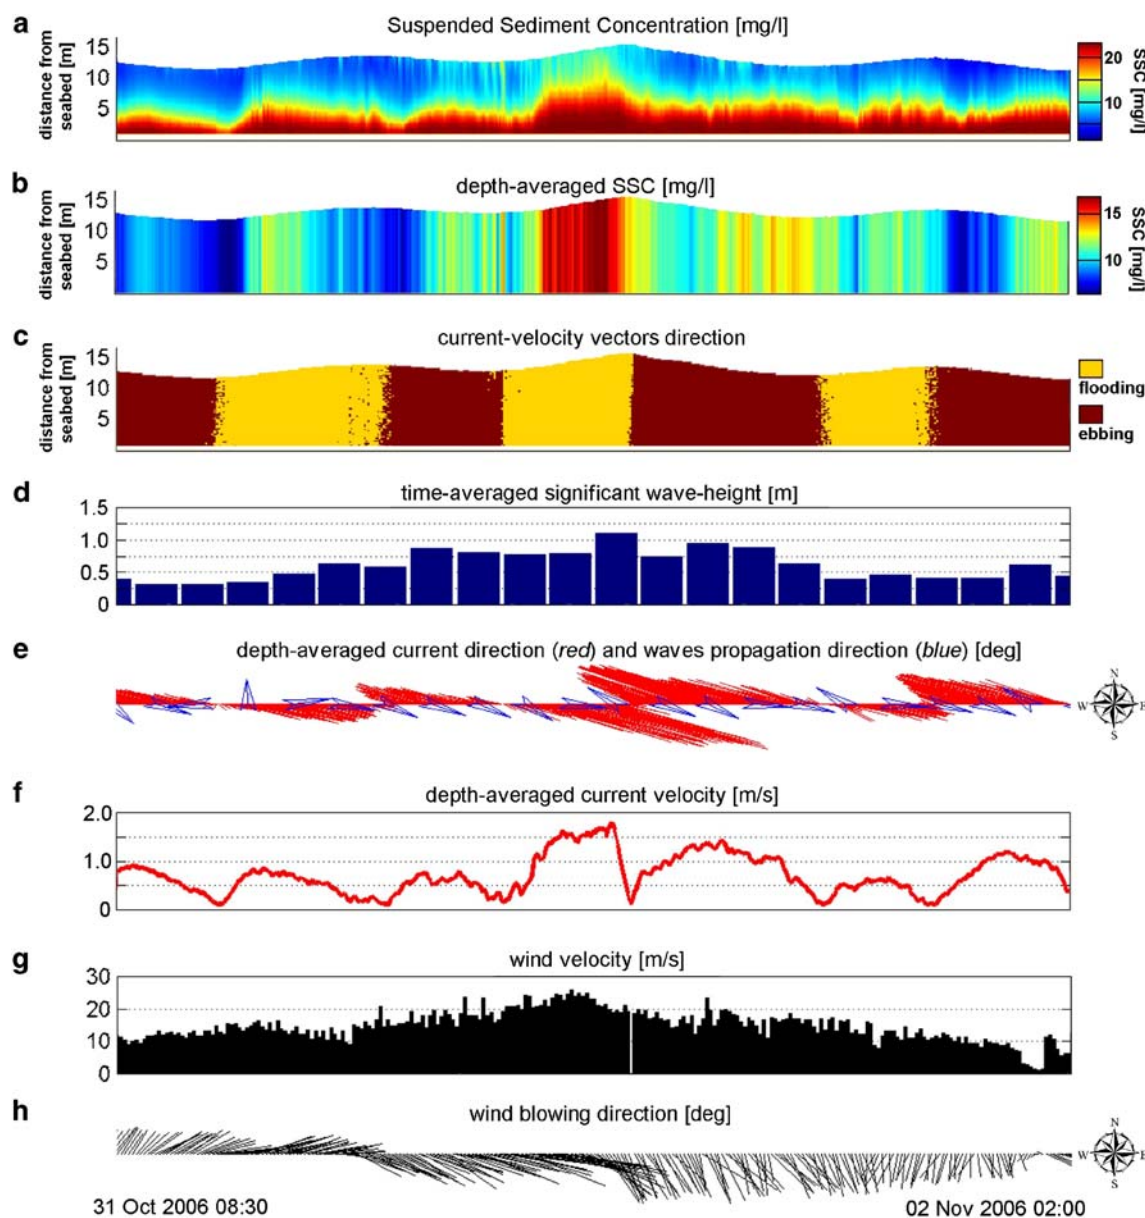 a
Suspended Sediment Concentration [mg/l]
distance from
seabed [m]
15
10
5
20
10
SSC
[mg/l]
b
depth-averaged SSC [mg/l]
distance from
seabed [m]
15
10
5
15
10
SSC
[mg/l]
c
current-velocity vectors direction
distance from
seabed [m]
15
10
5
flooding
ebbing
d
time-averaged significant wave-height [m]
1.5
1.0
0.5
0
e
depth-averaged current direction (red) and waves propagation direction (blue) [deg]
N
W
E
S
f
depth-averaged current velocity [m/s]
2.0
1.0
0
g
wind velocity [m/s]
30
20
10
0
h
wind blowing direction [deg]
N
W
E
S
31 Oct 2006 08:30
02 Nov 2006 02:00